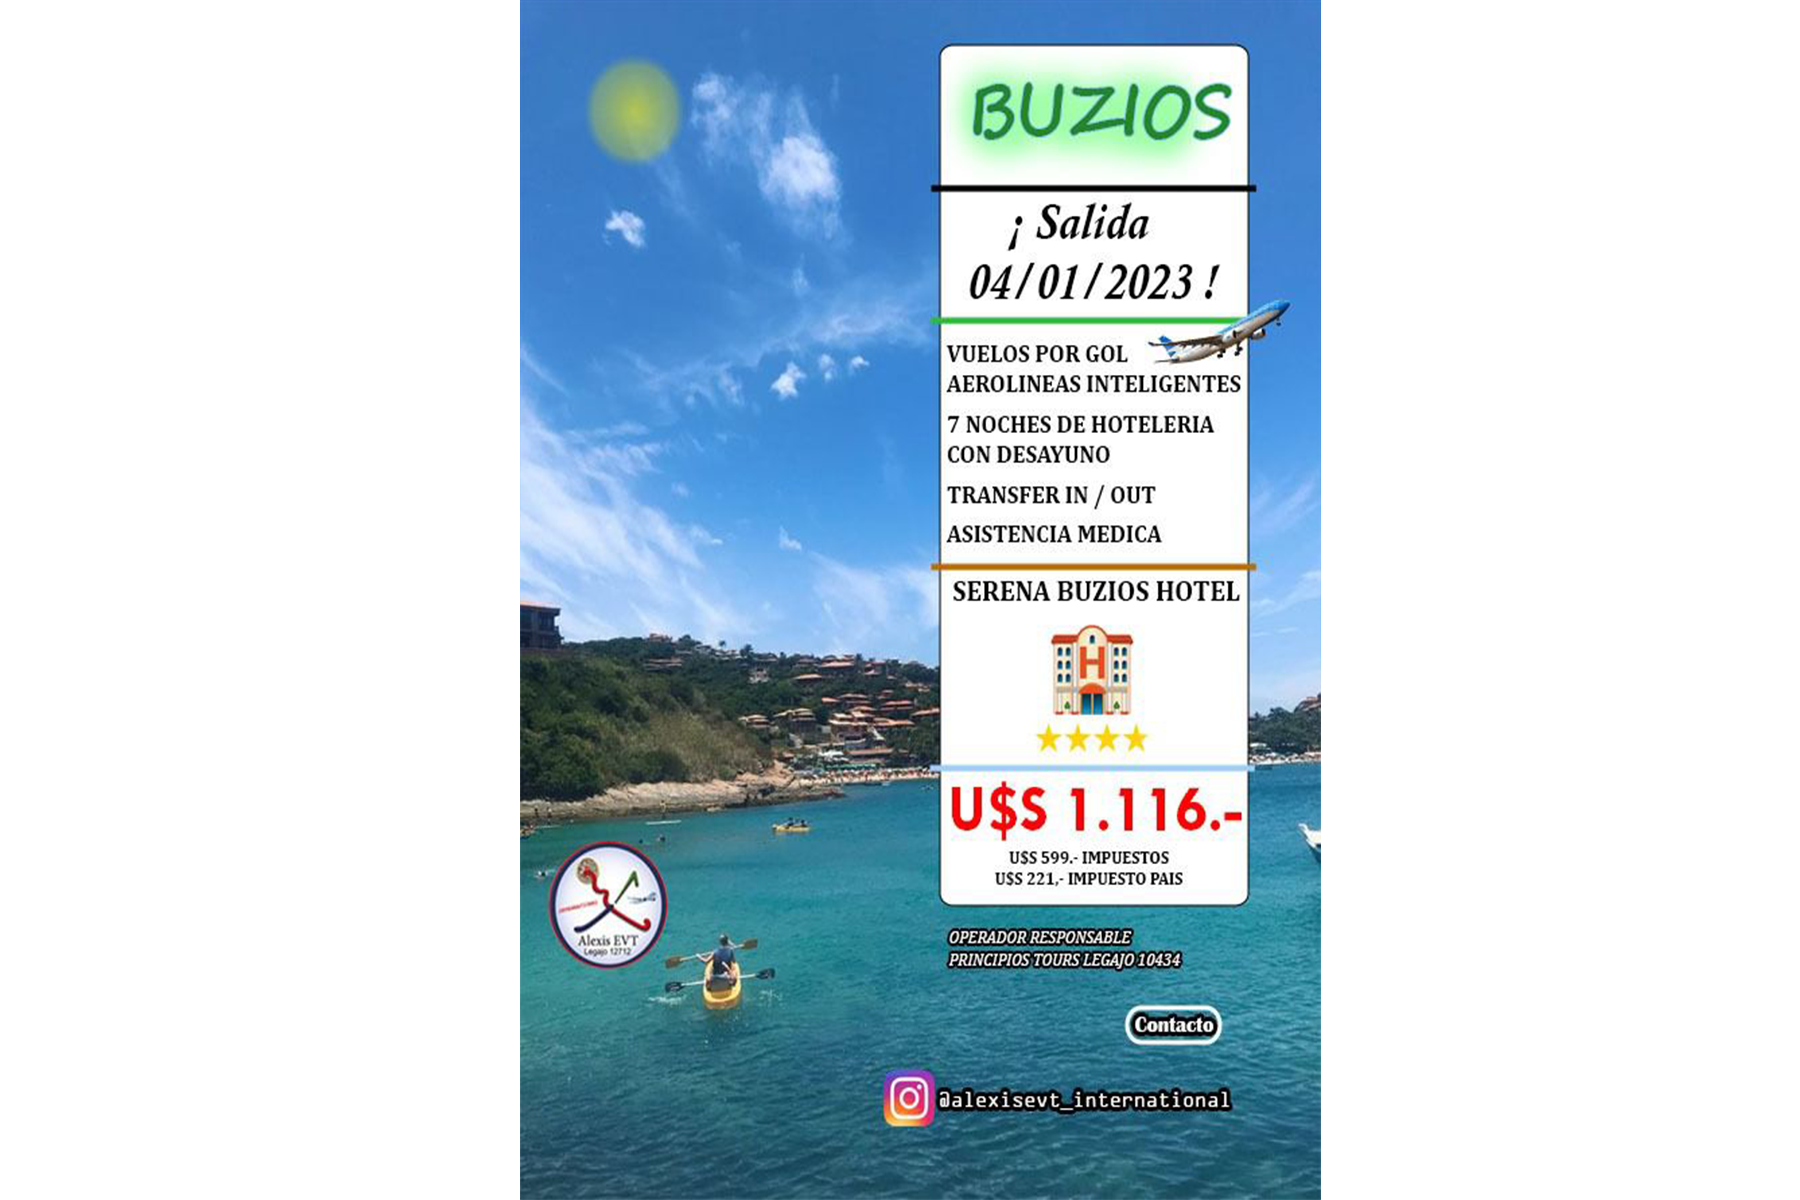 BUZIOS
¡ Salida
04/01/2023 !
VUELOS POR GOL
AEROLINEAS INTELIGENTES
7 NOCHES DE HOTELERIA
CON DESAYUNO
TRANSFER IN / OUT
ASISTENCIA MEDICA
SERENA BUZIOS HOTEL
H
U$S 1.116.-
U$S 599.- IMPUESTOS
U$S 221,- IMPUESTO PAIS
Alexis EVT
Legajo 12712
OPERADOR RESPONSABLE
PRINCIPIOS TOURS LEGAJO 10434
Contacto
@alexisevt_international